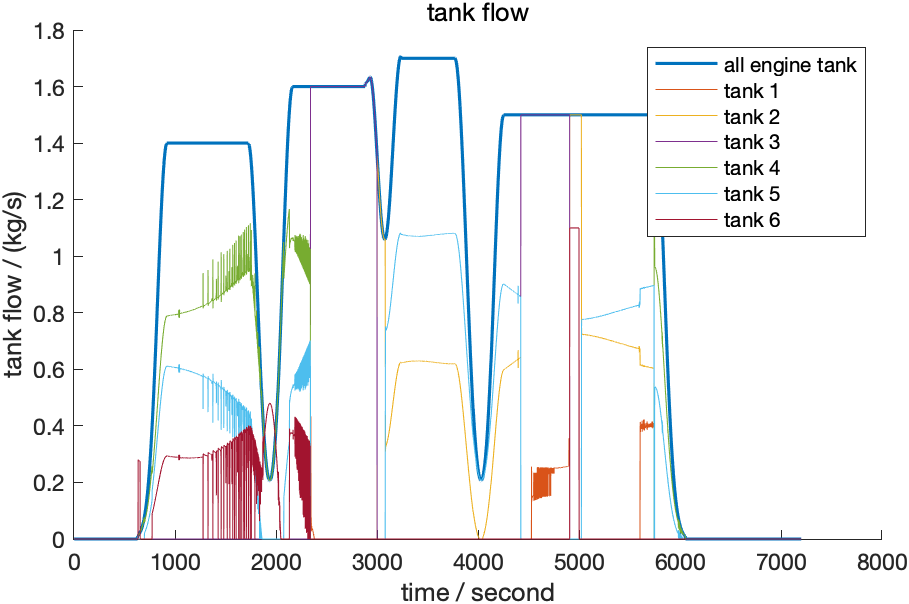 tank flow
1.8
1.6
1.4
1.2
1
0.8
0.6
0.4
0.2
0
tank flow / (kg/s)
all engine tank
tank 1
tank 2
tank 3
tank 4
tank 5
tank 6
0 1000 2000 3000 4000 5000 6000 7000 8000
time / second